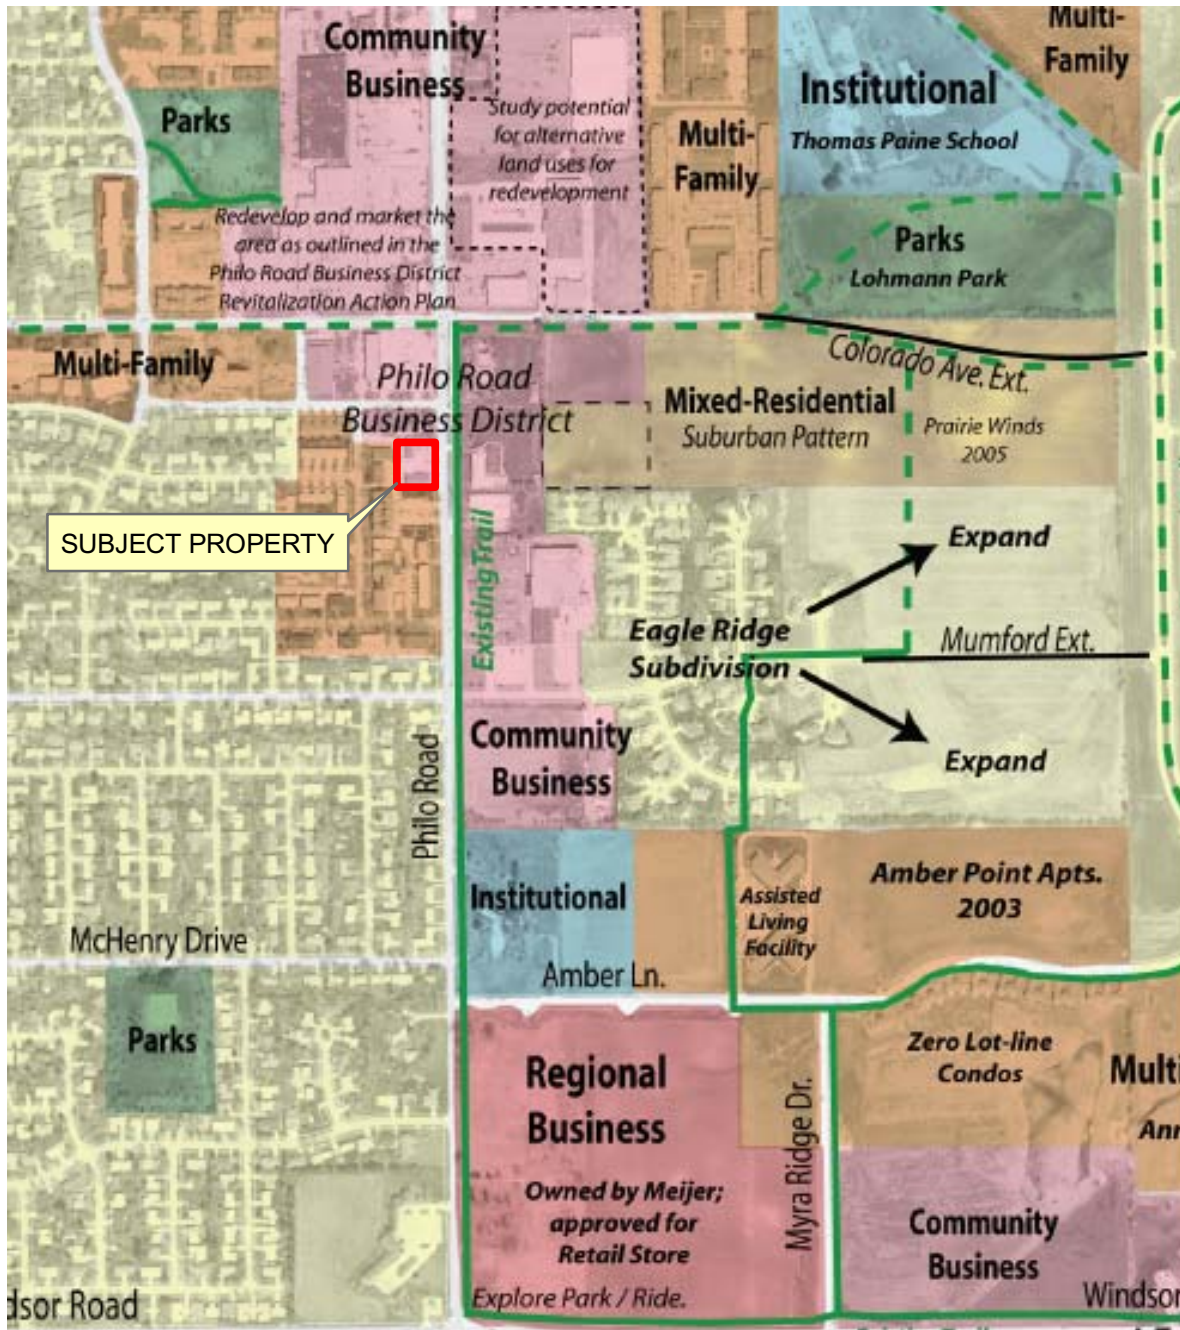 Community
Business
Multi-
Family
Institutional
Thomas Paine School
Parks
Study potential
for alternative
land uses for
redevelopment
Multi-
Family
Redevelop and market the
area as outlined in the
Philo Road Business District
Revitalization Action Plan
Parks
Lohmann Park
Colorado Ave. Ext.
Multi-Family
Philo Road
Business District
Mixed-Residential
Suburban Pattern
Prairie Winds
2005
SUBJECT PROPERTY
Existing Trail
Expand
Eagle Ridge
Subdivision
Mumford Ext.
Expand
Community
Business
Philo Road
Institutional
Assisted
Living
Facility
Amber Point Apts.
2003
McHenry Drive
Amber Ln.
Parks
Regional
Business
Owned by Meijer;
approved for
Retail Store
Explore Park / Ride.
Myra Ridge Dr.
Zero Lot-line
Condos
Multi
Ann
Community
Business
dsor Road
Windsor